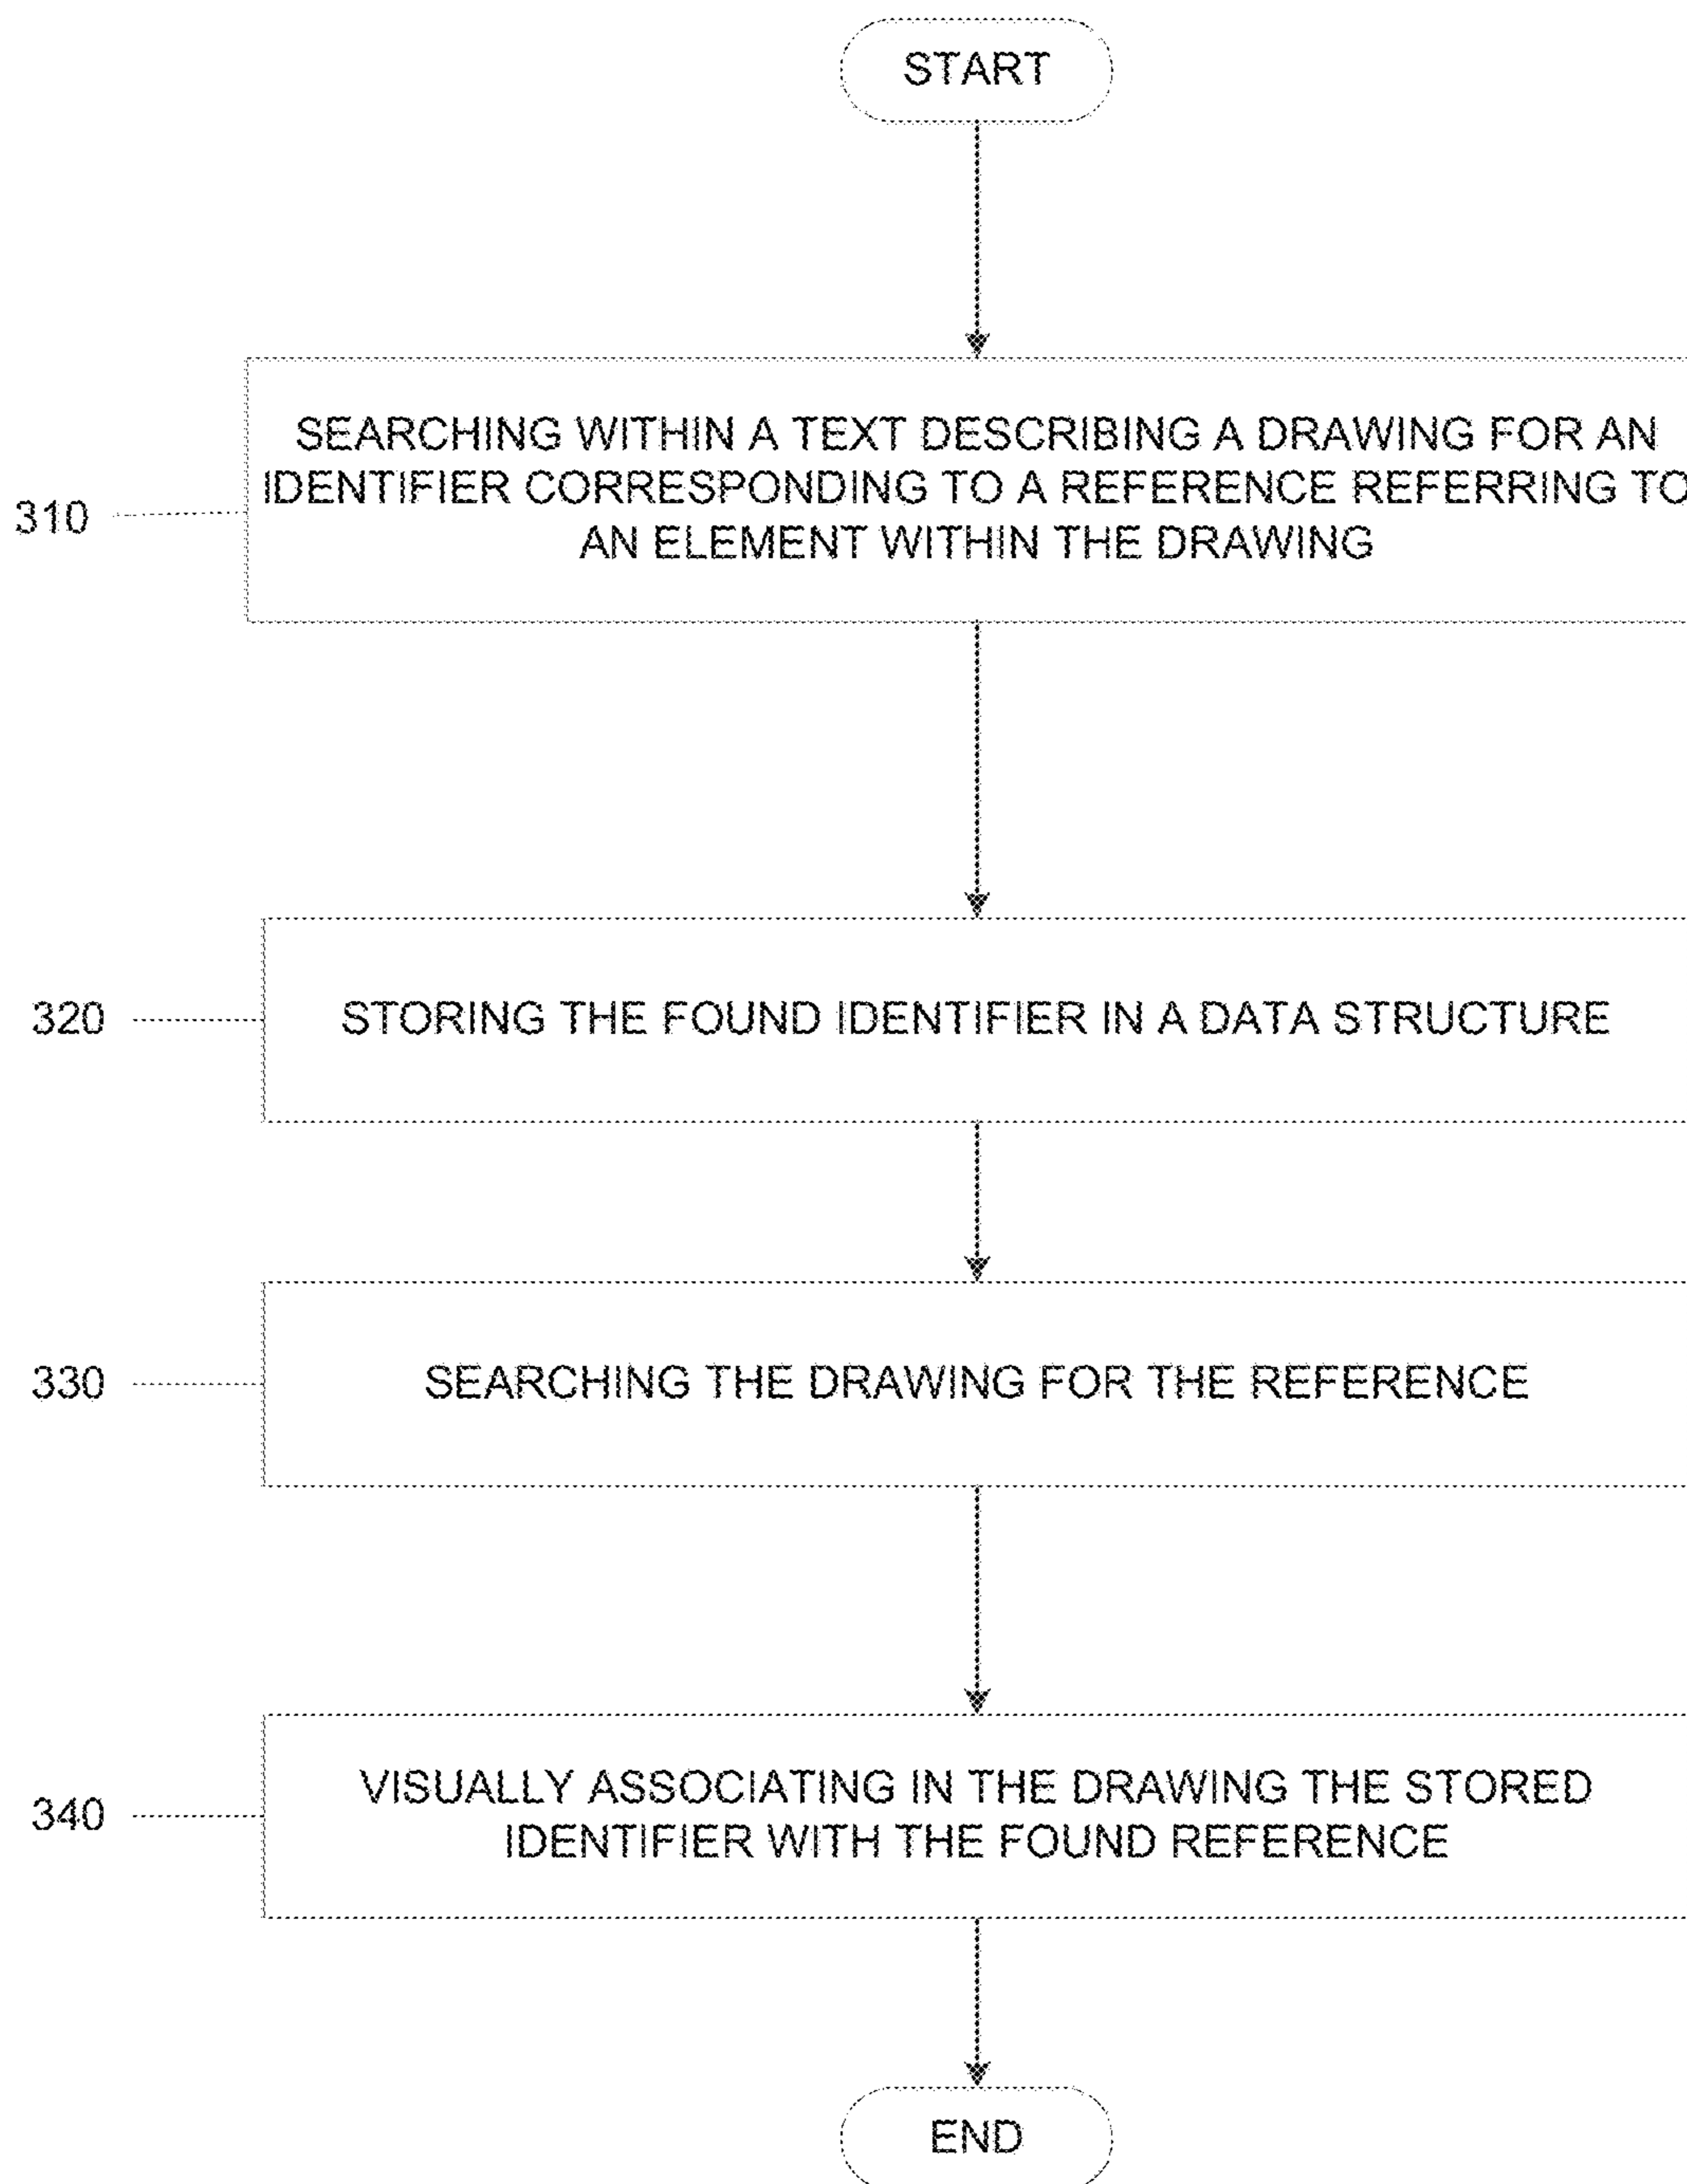 START
SEARCHING WITHIN A TEXT DESCRIBING A DRAWING FOR AN
IDENTIFIER CORRESPONDING TO A REFERENCE REFERRING TO
AN ELEMENT WITHIN THE DRAWING
310
STORING THE FOUND IDENTIFIER IN A DATA STRUCTURE
320
SEARCHING THE DRAWING FOR THE REFERENCE
330
VISUALLY ASSOCIATING IN THE DRAWING THE STORED
IDENTIFIER WITH THE FOUND REFERENCE
340
END